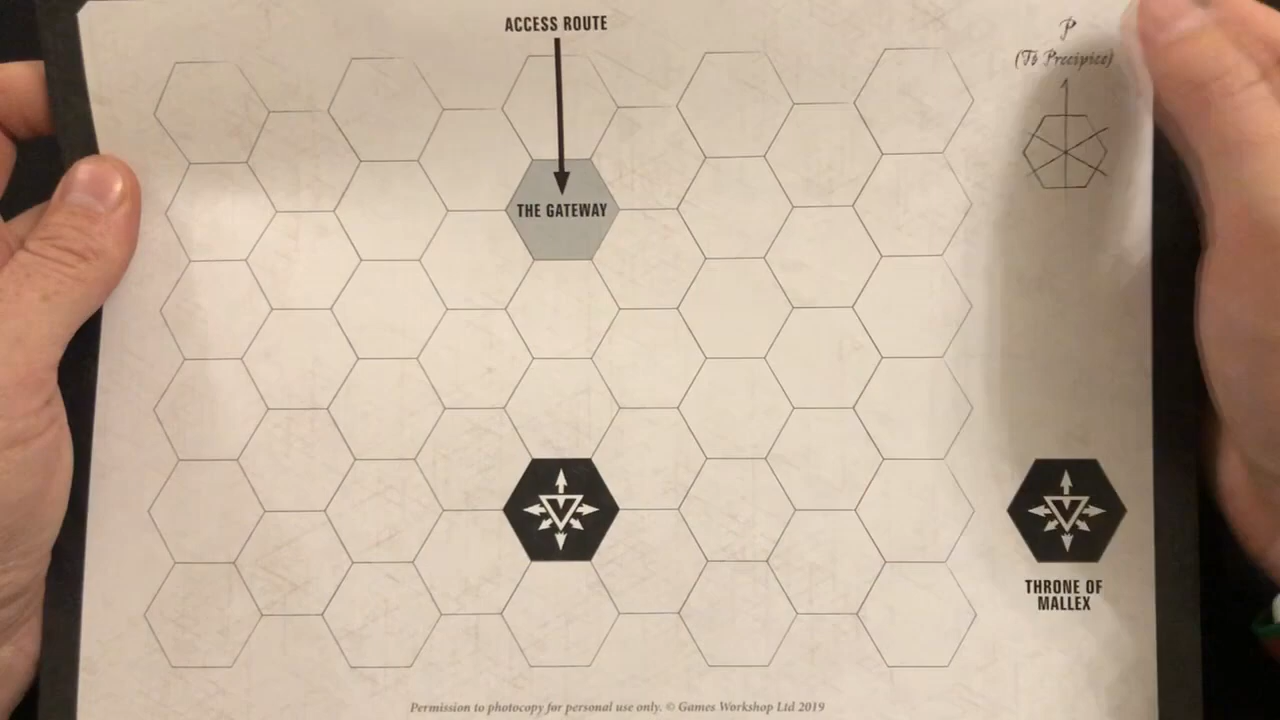 ACCESS ROUTE
P
(To Precipice)
THE GATEWAY
THRONE OF
MALLEX
Permission to photocopy for personal use only. © Games Workshop Ltd 2019